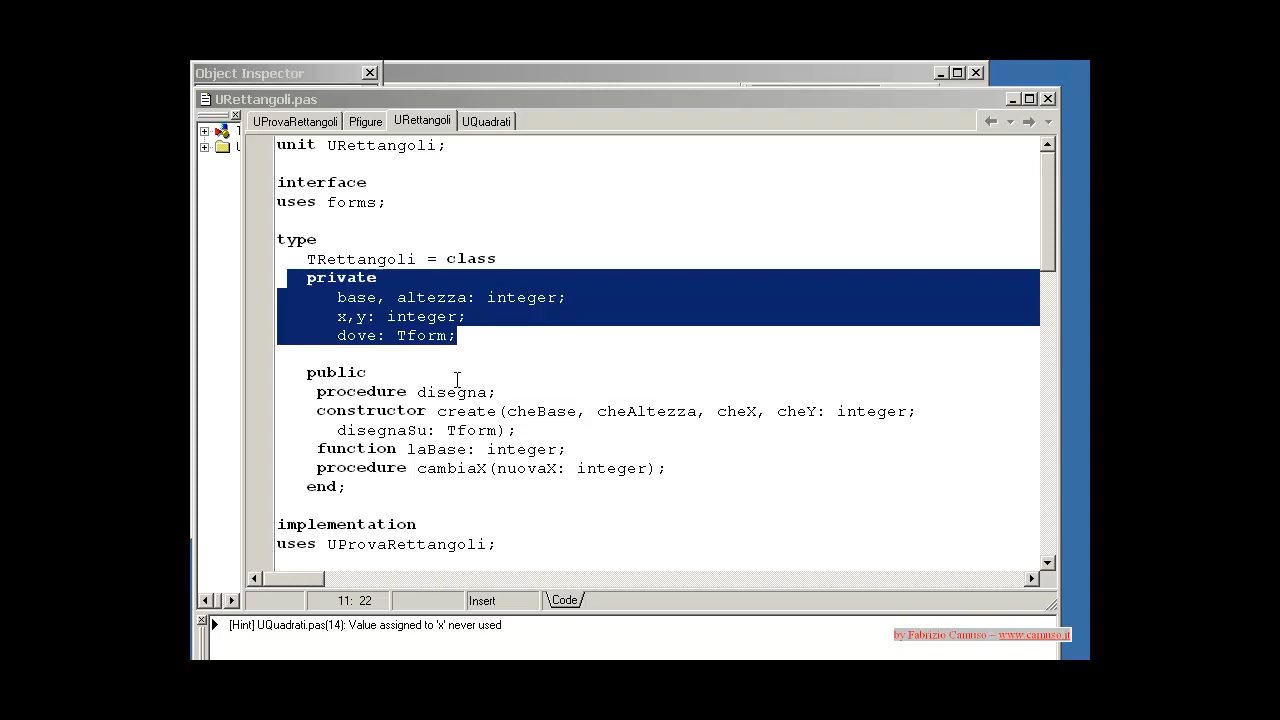 Object Inspector
URettangoli.pas
UProvaRettangoli Pfigure URettangoli UQuadrati
unit URettangoli;
interface
uses forms;
type
TRettangoli = class
private
base, altezza: integer;
x,y: integer;
dove: Tform;
public
procedure disegna;
constructor create(cheBase, cheAltezza, cheX, cheY: integer;
disegnaSu: Tform);
function laBase: integer;
procedure cambiaX(nuovaX: integer);
end;
implementation
uses UProvaRettangoli;
11: 22 Insert Code
[Hint] UQuadrati.pas(14): Value assigned to 'x' never used
by Fabrizio Camuso – www.camuso.it